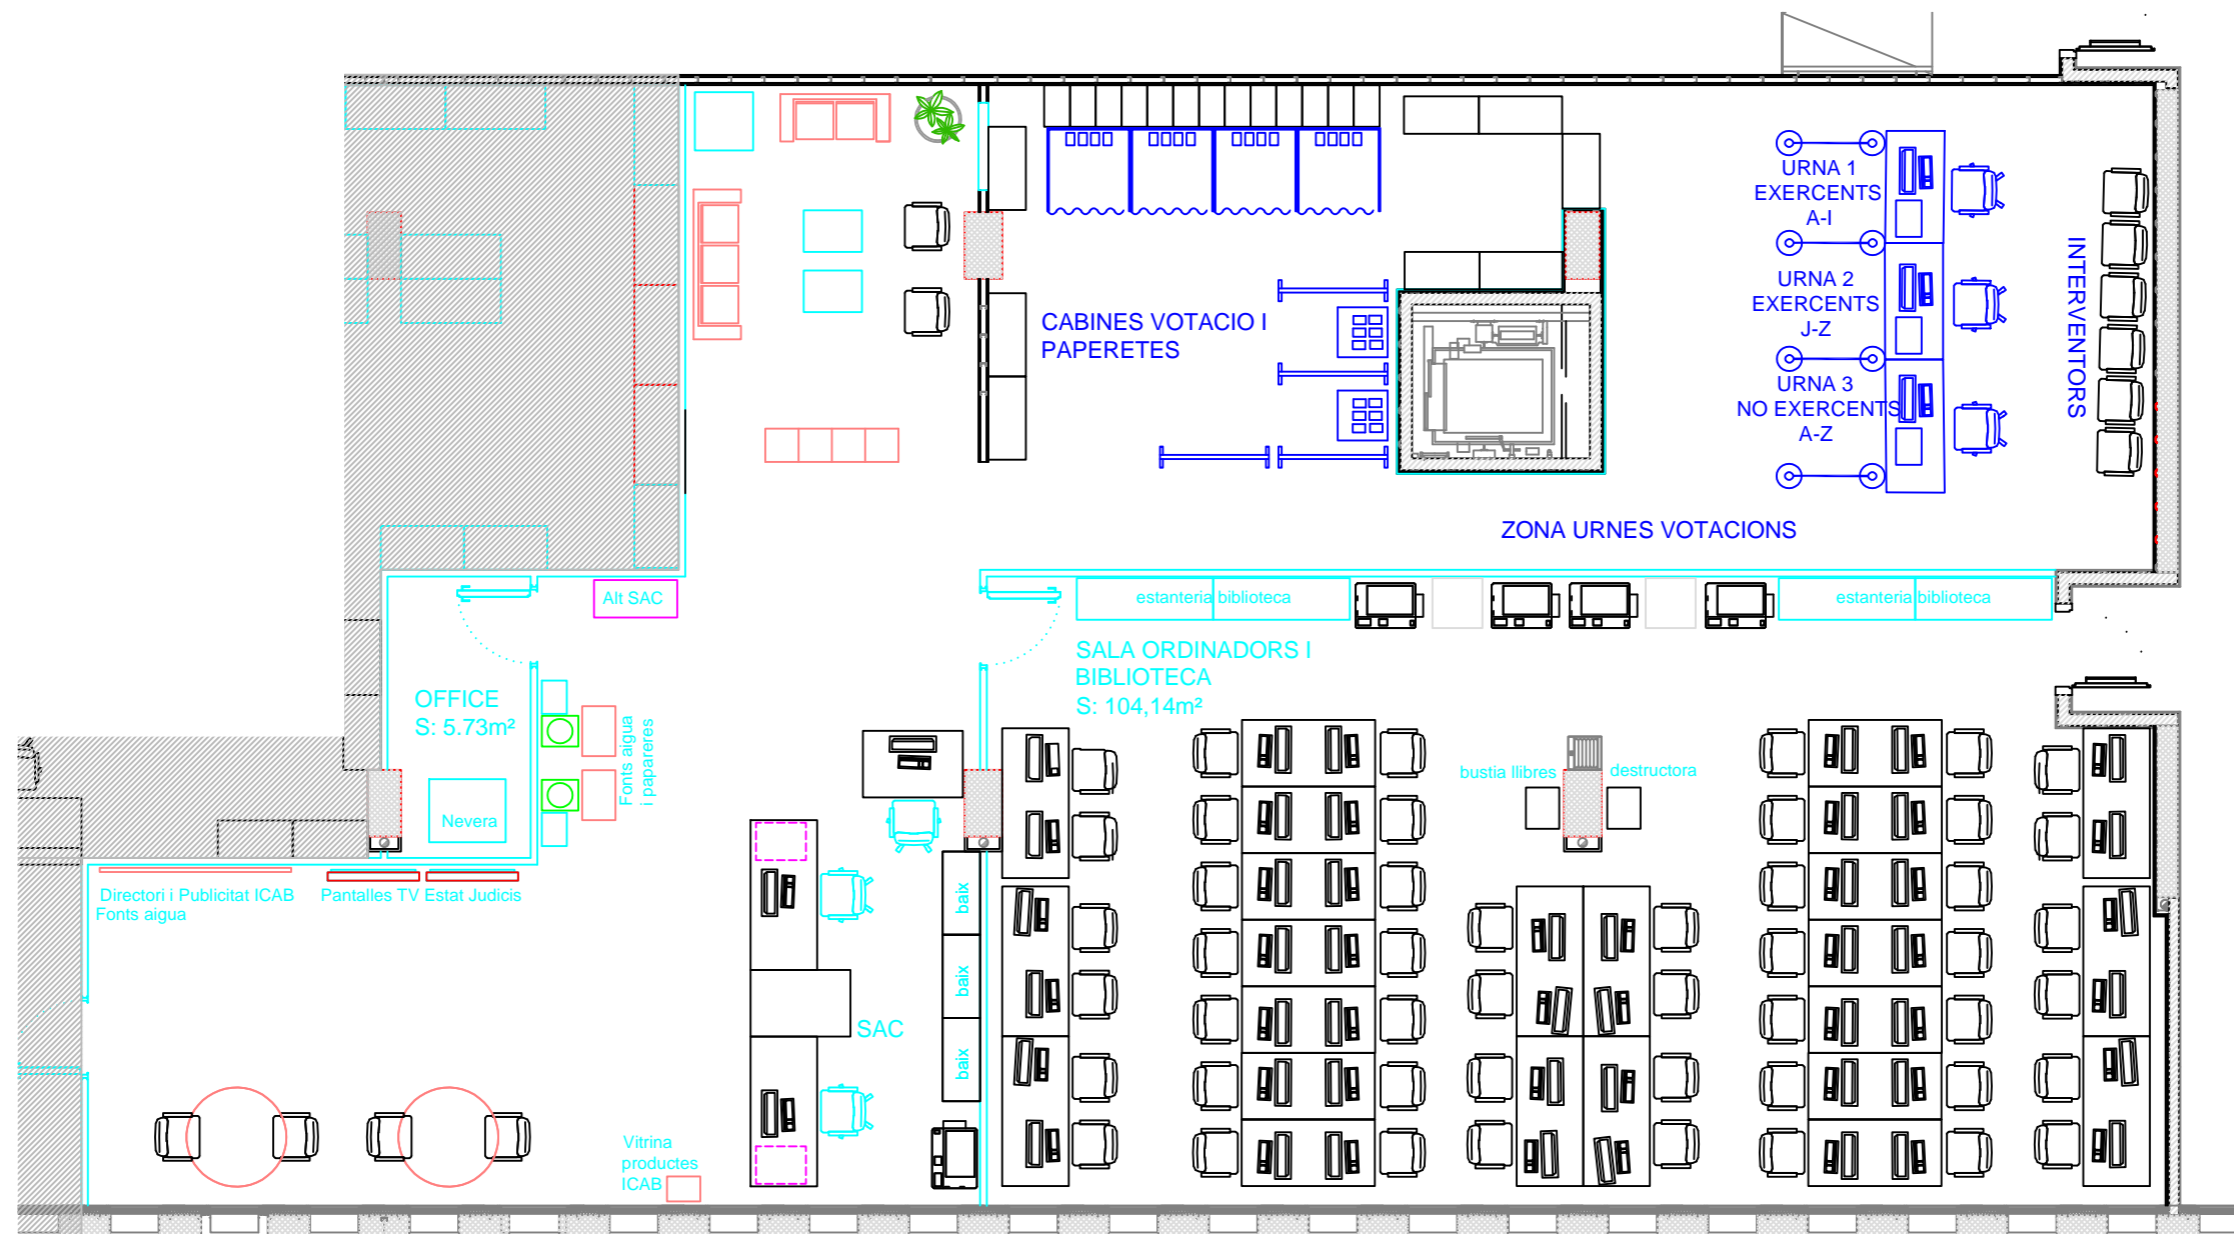 URNA 1
EXERCENTS
A-I
URNA 2
EXERCENTS
J-Z
URNA 3
NO EXERCENTS
A-Z
INTERVENTORS
CABINES VOTACIO I
PAPERETES
ZONA URNES VOTACIONS
Alt SAC
estanteria biblioteca
estanteria biblioteca
SALA ORDINADORS I
BIBLIOTECA
S: 104,14m²
OFFICE
S: 5.73m²
Fonts aigua
i papareres
Nevera
bustia llibres
destructora
Directori i Publicitat ICAB
Fonts aigua
Pantalles TV Estat Judicis
baix
baix
baix
SAC
Vitrina
productes
ICAB